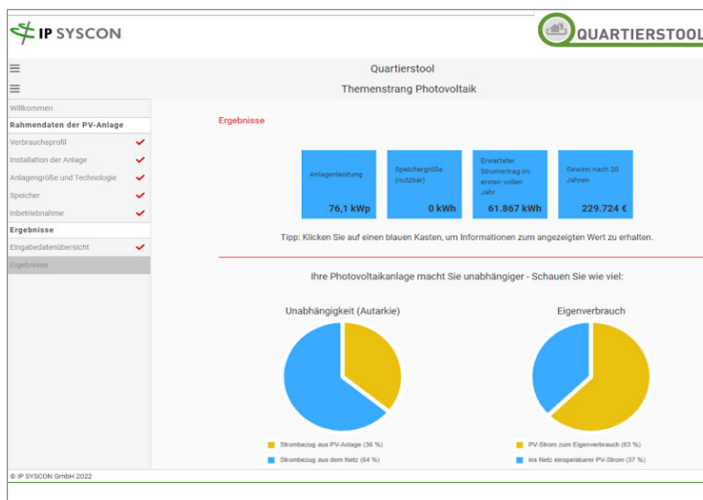 IP SYSCON
QUARTIERSTOOL
Quartierstool
Themenstrang Photovoltaik
Willkommen
Rahmendaten der PV-Anlage
Verbrauchsprofil
Installation der Anlage
Anlagengröße und Technologie
Speicher
Inbetriebnahme
Ergebnisse
Eingabedatenübersicht
Ergebnisse
Ergebnisse
Anlagenleistung
76,1 kWp
Speichergröße
(nutzbar)
0 kWh
Erwarteter
Stromertrag im
ersten vollen
Jahr
61.867 kWh
Gewinn nach 20
Jahren
229.724 €
Tipp: Klicken Sie auf einen blauen Kasten, um Informationen zum angezeigten Wert zu erhalten.
Ihre Photovoltaikanlage macht Sie unabhängiger - Schauen Sie wie viel:
Unabhängigkeit (Autarkie)
Strombezug aus PV-Anlage (36 %)
Strombezug aus dem Netz (64 %)
Eigenverbrauch
PV-Strom zum Eigenverbrauch (63 %)
ins Netz einspeisbarer PV-Strom (37 %)
© IP SYSCON GmbH 2022